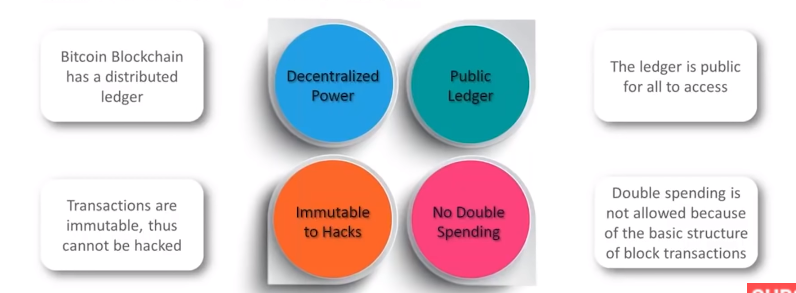 Bitcoin Blockchain
has a distributed
ledger
Decentralized
Power
Public
Ledger
The ledger is public
for all to access
Transactions are
immutable, thus
cannot be hacked
Immutable
to Hacks
No Double
Spending
Double spending is
not allowed because
of the basic structure
of block transactions